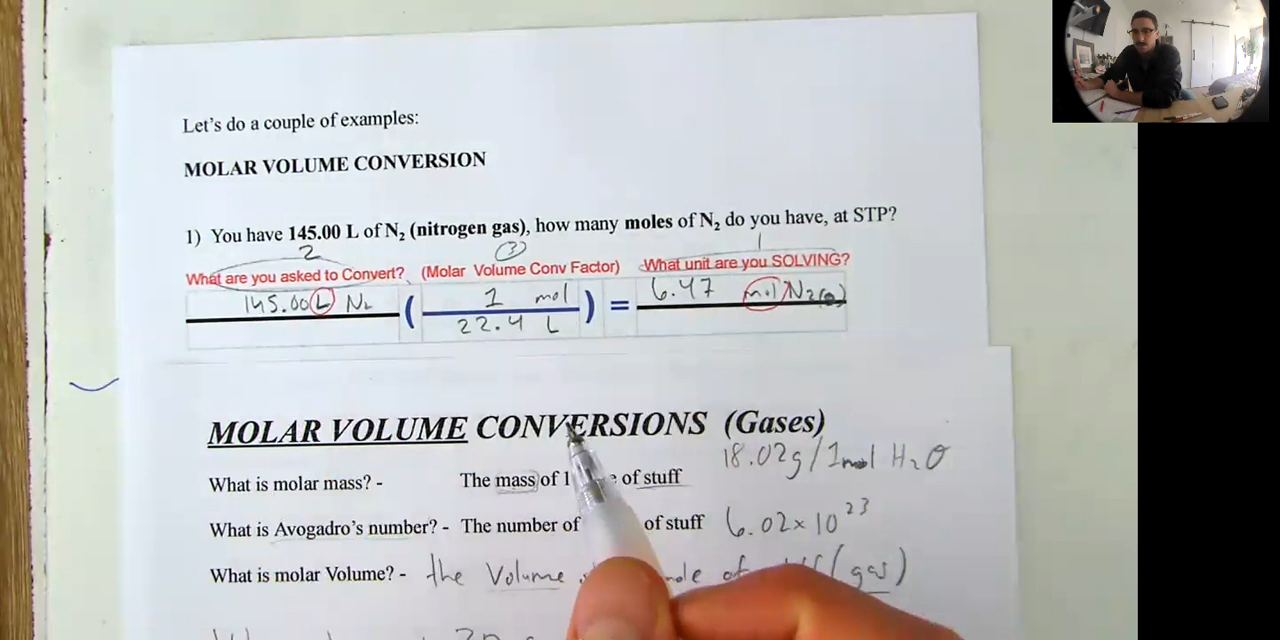 Let's do a couple of examples:
MOLAR VOLUME CONVERSION
1) You have 145.00 L of N₂ (nitrogen gas), how many moles of N₂ do you have, at STP?
2 3 1
What are you asked to Convert? (Molar Volume Conv Factor) What unit are you SOLVING?
145.00 L N₂ ( 1 mol ) = 6.47 mol N₂(g)
22.4 L
MOLAR VOLUME CONVERSIONS (Gases)
18.02g/1mol H₂O
What is molar mass? - The mass of 1 of stuff
What is Avogadro's number? - The number of of stuff 6.02 x 10²³
What is molar Volume? - the Volume of (gas)